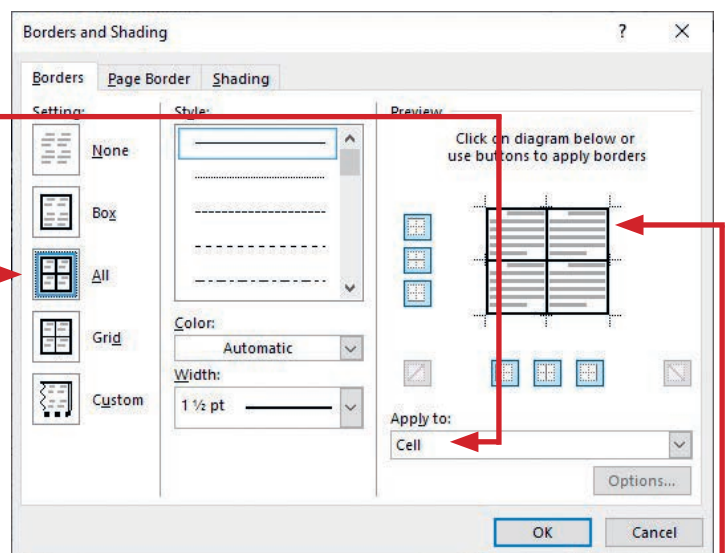 Borders and Shading ? X
Borders Page Border Shading
Setting:
None
Box
All
Grid
Custom
Style:
Color:
Automatic
Width:
1 ½ pt
Preview
Click on diagram below or
use buttons to apply borders
Apply to:
Cell
Options...
OK Cancel